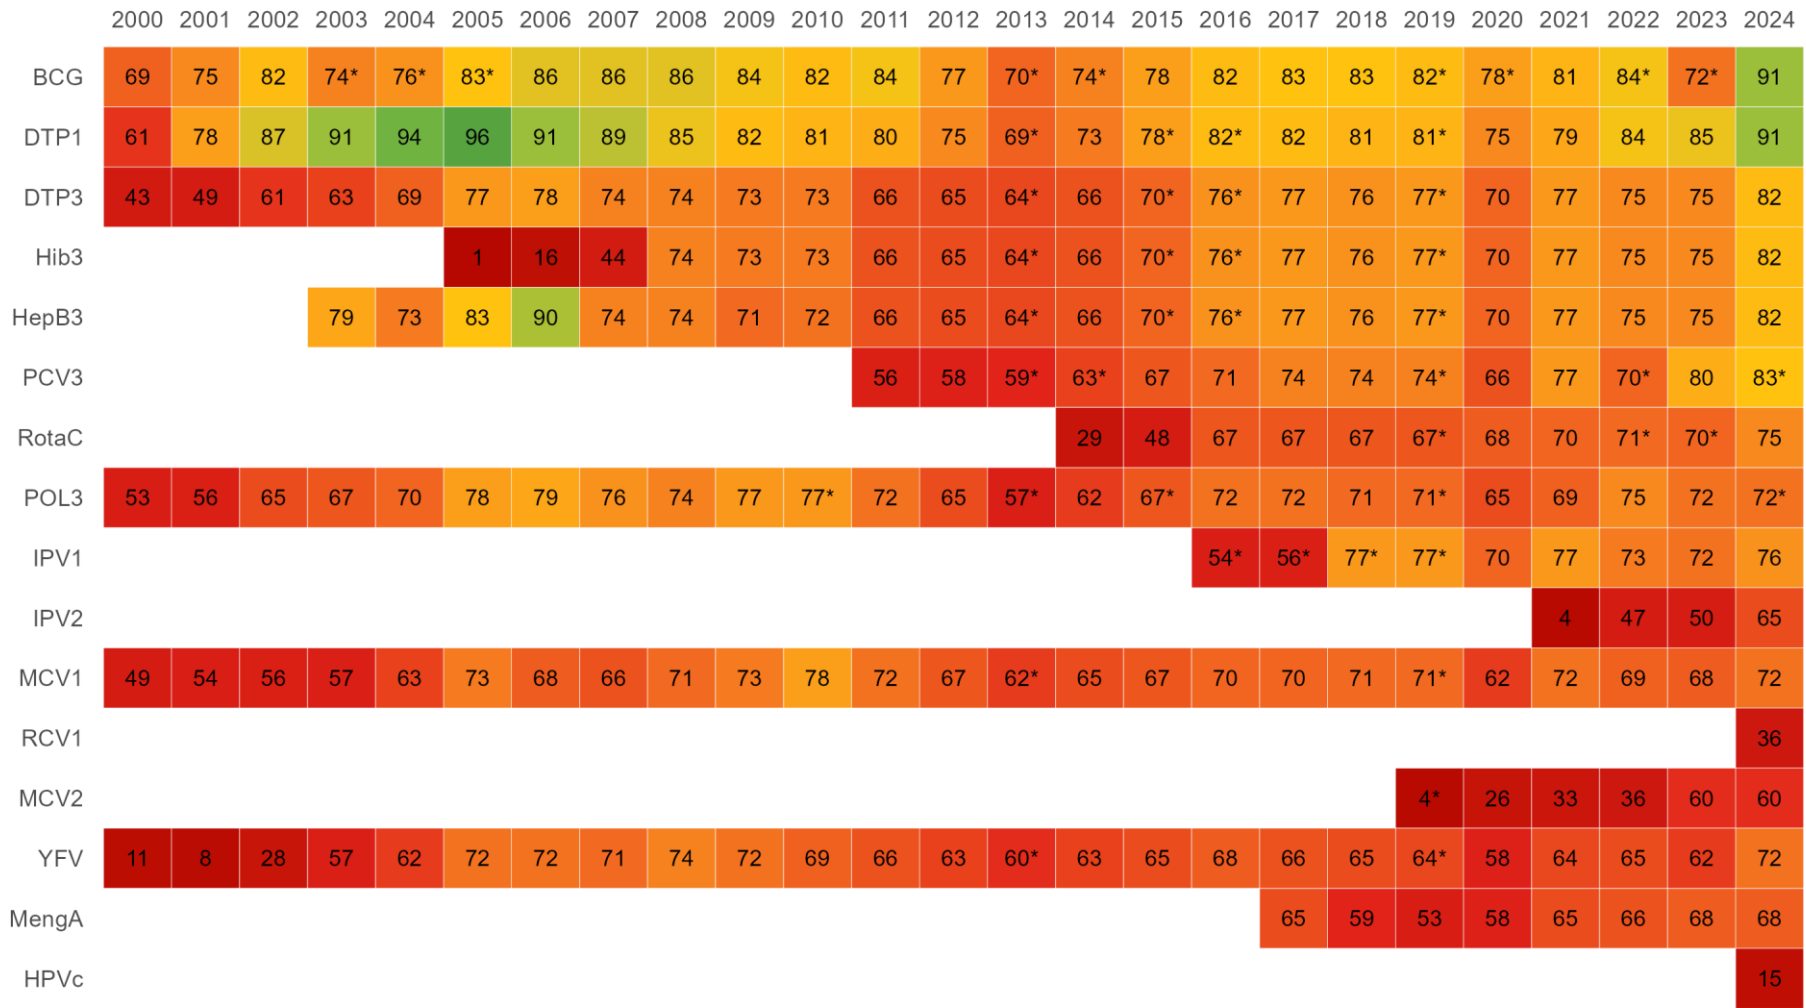 2000 2001 2002 2003 2004 2005 2006 2007 2008 2009 2010 2011 2012 2013 2014 2015 2016 2017 2018 2019 2020 2021 2022 2023 2024
BCG 69 75 82 74* 76* 83* 86 86 86 84 82 84 77 70* 74* 78 82 83 83 82* 78* 81 84* 72* 91
DTP1 61 78 87 91 94 96 91 89 85 82 81 80 75 69* 73 78* 82* 82 81 81* 75 79 84 85 91
DTP3 43 49 61 63 69 77 78 74 74 73 73 66 65 64* 66 70* 76* 77 76 77* 70 77 75 75 82
Hib3 1 16 44 74 73 73 66 65 64* 66 70* 76* 77 76 77* 70 77 75 75 82
HepB3 79 73 83 90 74 74 71 72 66 65 64* 66 70* 76* 77 76 77* 70 77 75 75 82
PCV3 56 58 59* 63* 67 71 74 74 74* 66 77 70* 80 83*
RotaC 29 48 67 67 67 67* 68 70 71* 70* 75
POL3 53 56 65 67 70 78 79 76 74 77 77* 72 65 57* 62 67* 72 72 71 71* 65 69 75 72 72*
IPV1 54* 56* 77* 77* 70 77 73 72 76
IPV2 4 47 50 65
MCV1 49 54 56 57 63 73 68 66 71 73 78 72 67 62* 65 67 70 70 71 71* 62 72 69 68 72
RCV1 36
MCV2 4* 26 33 36 60 60
YFV 11 8 28 57 62 72 72 71 74 72 69 66 63 60* 63 65 68 66 65 64* 58 64 65 62 72
MengA 65 59 53 58 65 66 68 68
HPVc 15